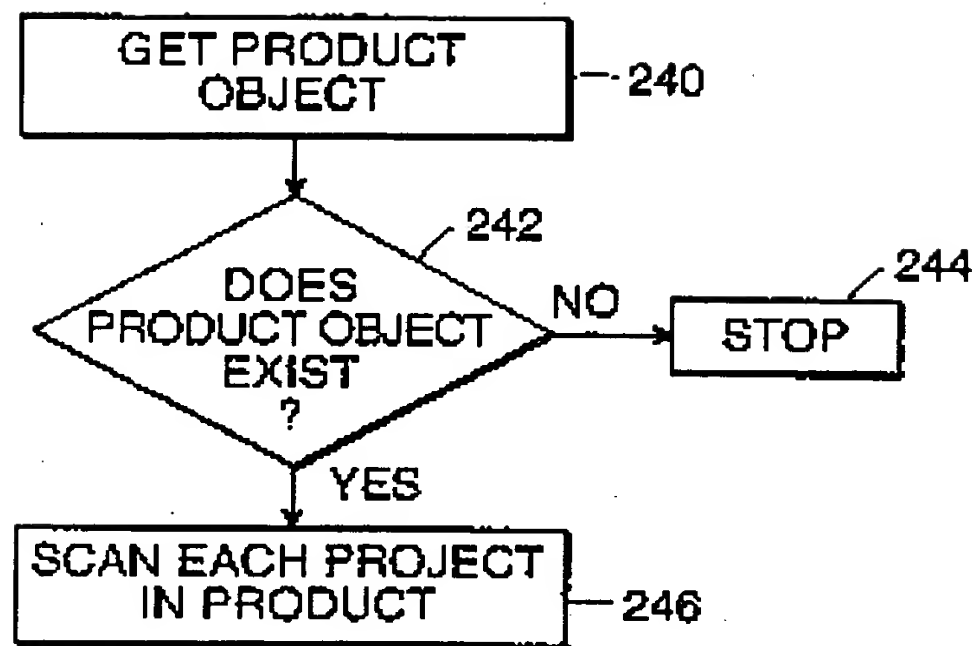 GET PRODUCT
OBJECT
240
242
DOES
PRODUCT OBJECT
EXIST
?
NO
244
STOP
YES
SCAN EACH PROJECT
IN PRODUCT
246